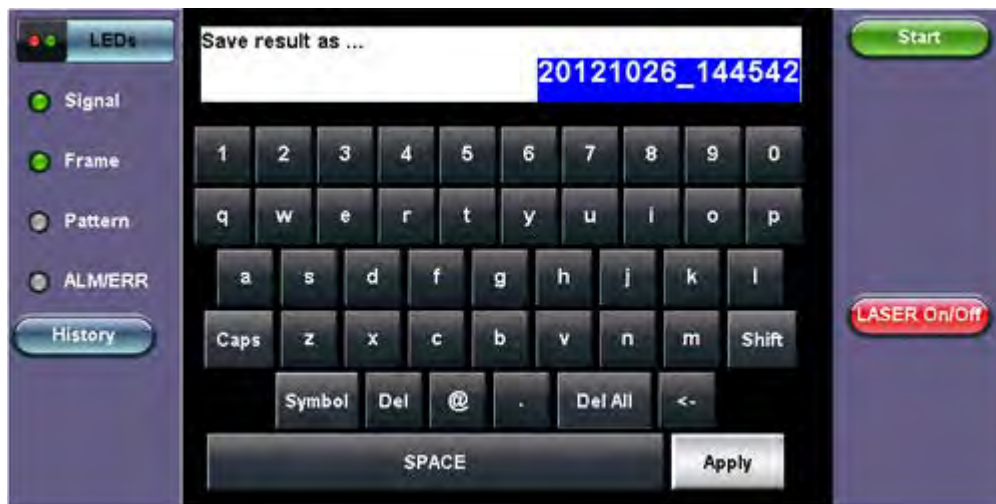 LEDs
Signal
Frame
Pattern
ALM/ERR
History
Save result as ...
20121026_144542
1 2 3 4 5 6 7 8 9 0
q w e r t y u i o p
a s d f g h j k l
Caps z x c v b n m Shift
Symbol Del @ . Del All <-
SPACE Apply
Start
LASER On/Off